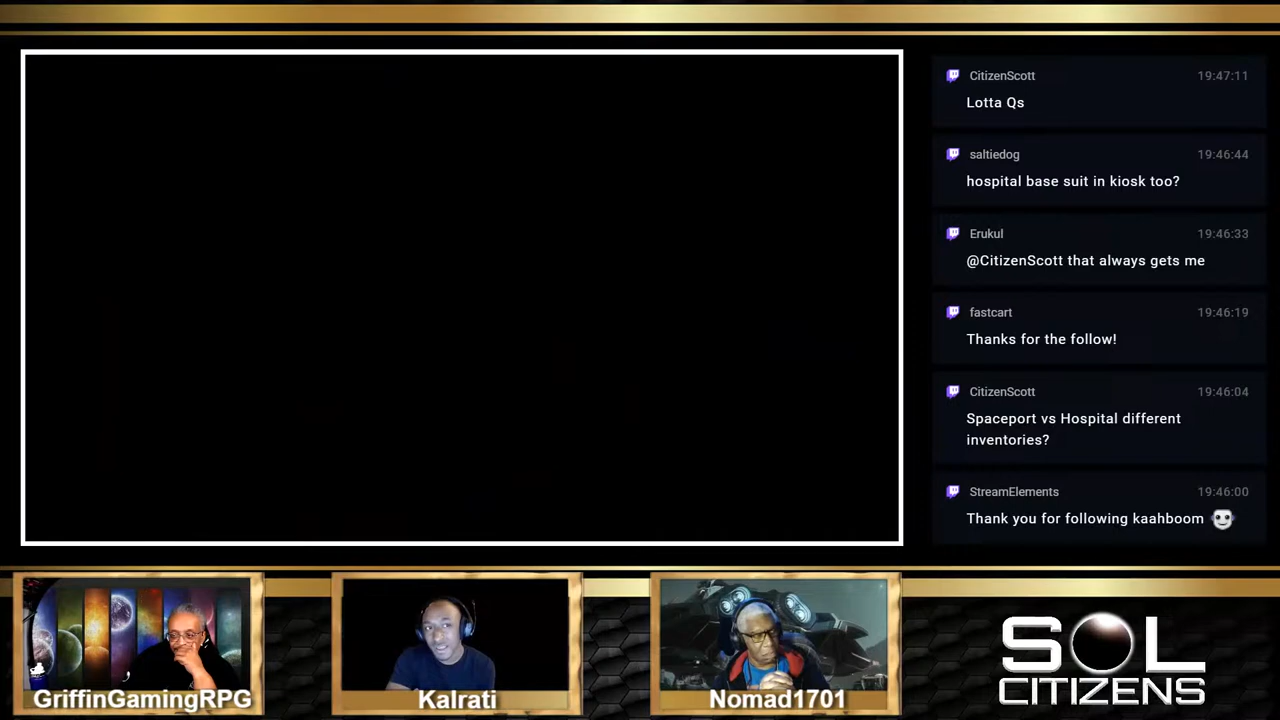 CitizenScott 19:47:11
Lotta Qs
saltiedog 19:46:44
hospital base suit in kiosk too?
Erukul 19:46:33
@CitizenScott that always gets me
fastcart 19:46:19
Thanks for the follow!
CitizenScott 19:46:04
Spaceport vs Hospital different
inventories?
StreamElements 19:46:00
Thank you for following kaahboom
GriffinGamingRPG
Kalrati
Nomad1701
SOL
CITIZENS